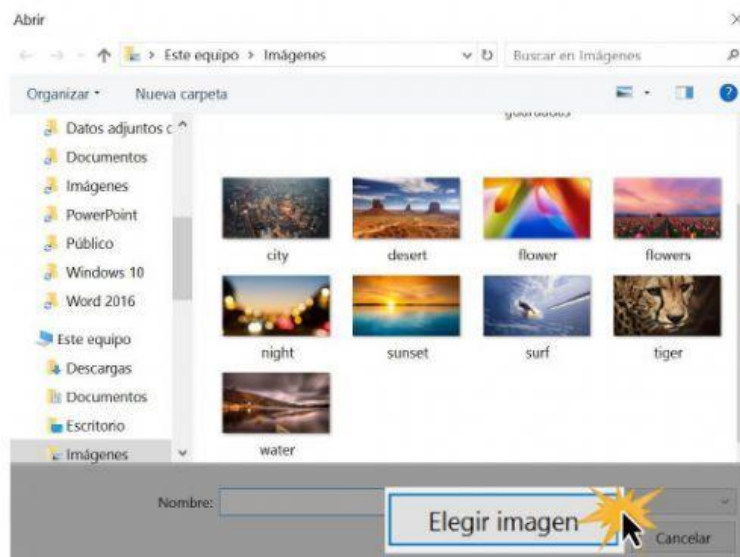 Abrir
Este equipo > Imágenes
Buscar en Imágenes
Organizar
Nueva carpeta
guardadas
Datos adjuntos c
Documentos
Imágenes
PowerPoint
Público
Windows 10
Word 2016
Este equipo
Descargas
Documentos
Escritorio
Imágenes
city
desert
flower
flowers
night
sunset
surf
tiger
water
Nombre:
Elegir imagen
Cancelar